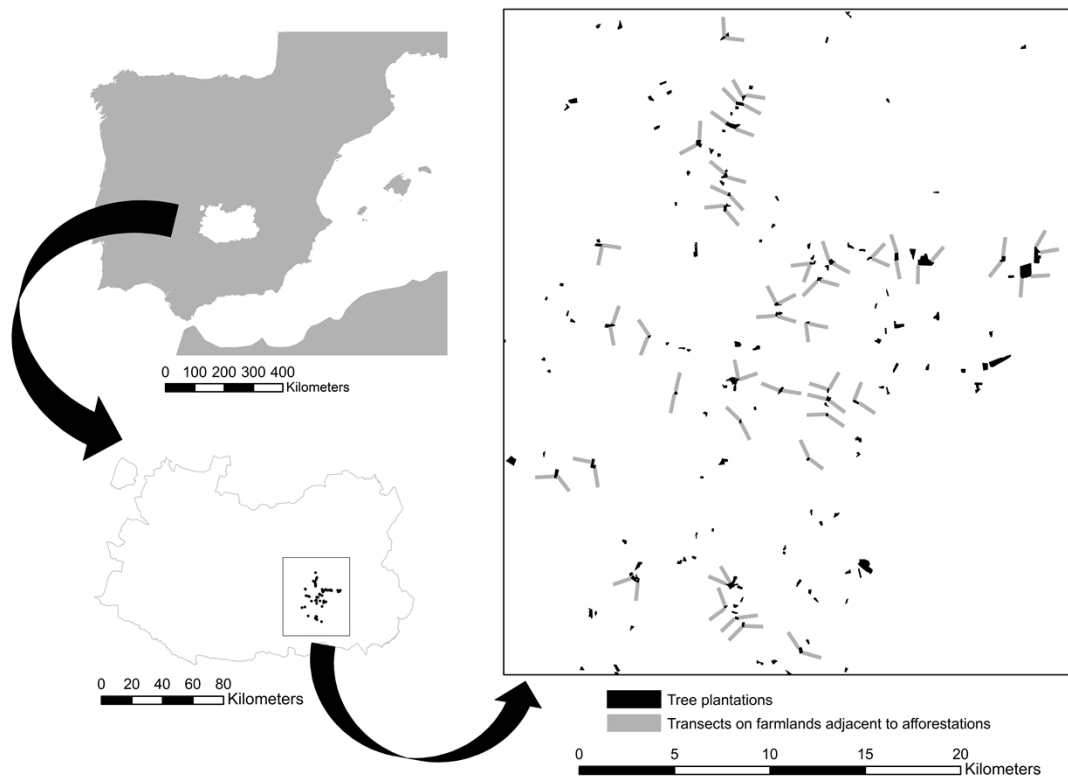 0 100 200 300 400
Kilometers
0 20 40 60 80
Kilometers
Tree plantations
Transects on farmlands adjacent to afforestations
0 5 10 15 20
Kilometers